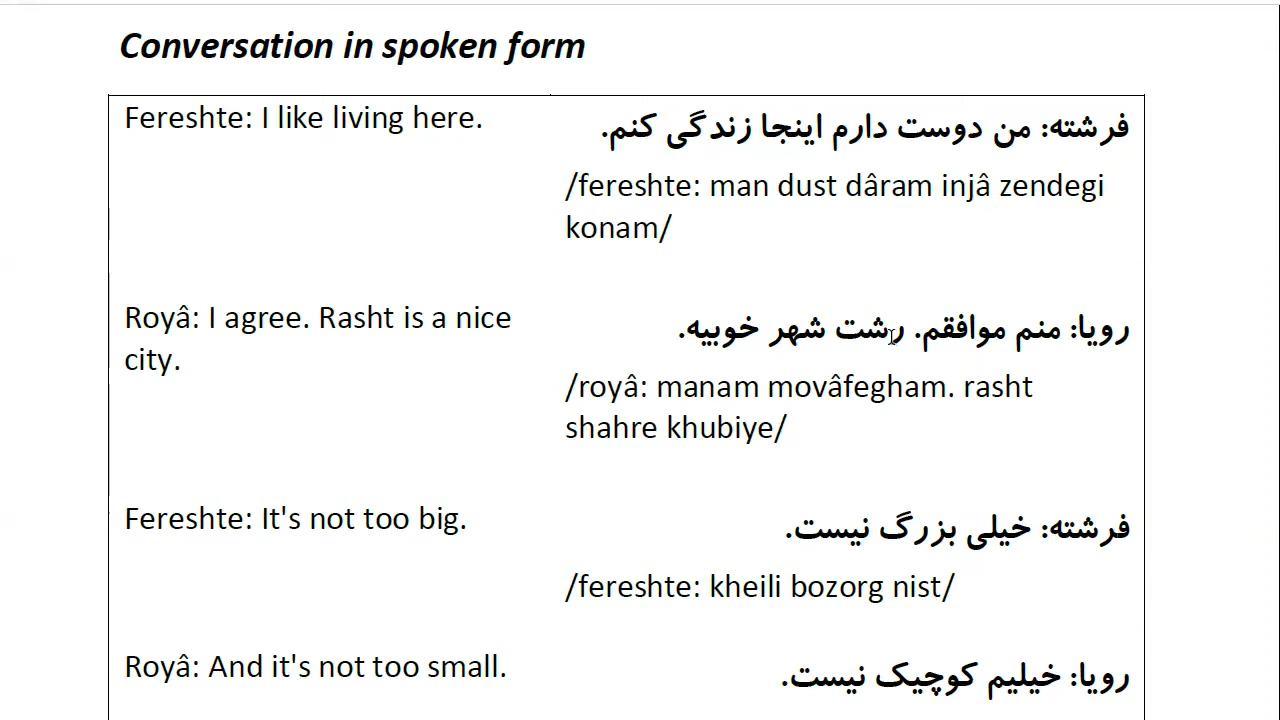 Conversation in spoken form
Fereshte: I like living here.
فرشته: من دوست دارم اینجا زندگی کنم.
/fereshte: man dust dâram injâ zendegi
konam/
Royâ: I agree. Rasht is a nice
city.
رویا: منم موافقم. رشت شهر خوبیه.
/royâ: manam movâfegham. rasht
shahre khubiye/
Fereshte: It's not too big.
فرشته: خیلی بزرگ نیست.
/fereshte: kheili bozorg nist/
Royâ: And it's not too small.
رویا: خیلیم کوچیک نیست.